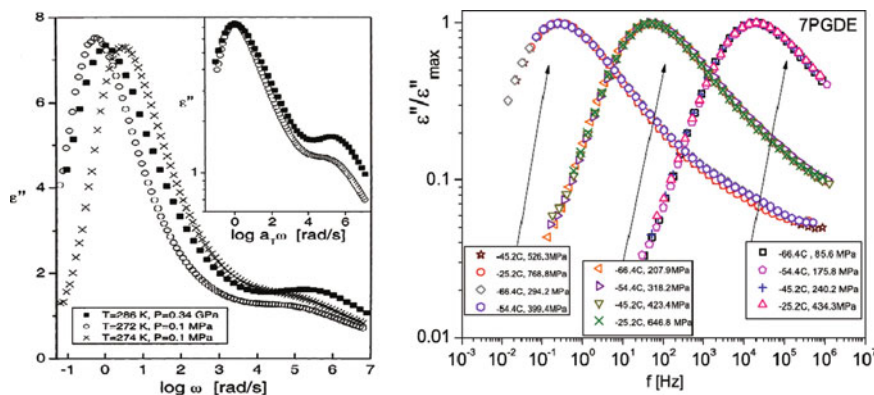 8
6
4
2
0
ε''
-1 0 1 2 3 4 5 6 7
log ω [rad/s]
T=286 K, P=0.34 GPa
T=272 K, P=0.1 MPa
T=274 K, P=0.1 MPa
ε''
1
0 2 4 6
log aTω [rad/s]
7PGDE
ε''/ε''max
1
0.1
0.01
10⁻³ 10⁻² 10⁻¹ 10⁰ 10¹ 10² 10³ 10⁴ 10⁵ 10⁶ 10⁷
f [Hz]
-45.2C, 526,3MPa
-25.2C, 768,8MPa
-66.4C, 294.2 MPa
-54.4C, 399.4MPa
-66.4C, 207.9MPa
-54.4C, 318.2MPa
-45.2C, 423.4MPa
-25.2C, 646.8 MPa
-66.4C , 85,6 MPa
-54.4C, 175.8 MPa
-45.2C, 240.2 MPa
-25.2C, 434.3MPa